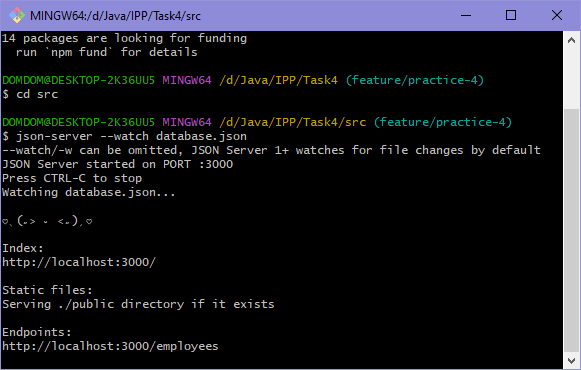 MINGW64:/d/Java/IPP/Task4/src
14 packages are looking for funding
  run `npm fund` for details
DOMDOM@DESKTOP-2K36UU5 MINGW64 /d/Java/IPP/Task4 (feature/practice-4)
$ cd src
DOMDOM@DESKTOP-2K36UU5 MINGW64 /d/Java/IPP/Task4/src (feature/practice-4)
$ json-server --watch database.json
--watch/-w can be omitted, JSON Server 1+ watches for file changes by default
JSON Server started on PORT :3000
Press CTRL-C to stop
Watching database.json...
♡⸜(˶˃ ᵕ ˂˶)⸝♡
Index:
http://localhost:3000/
Static files:
Serving ./public directory if it exists
Endpoints:
http://localhost:3000/employees